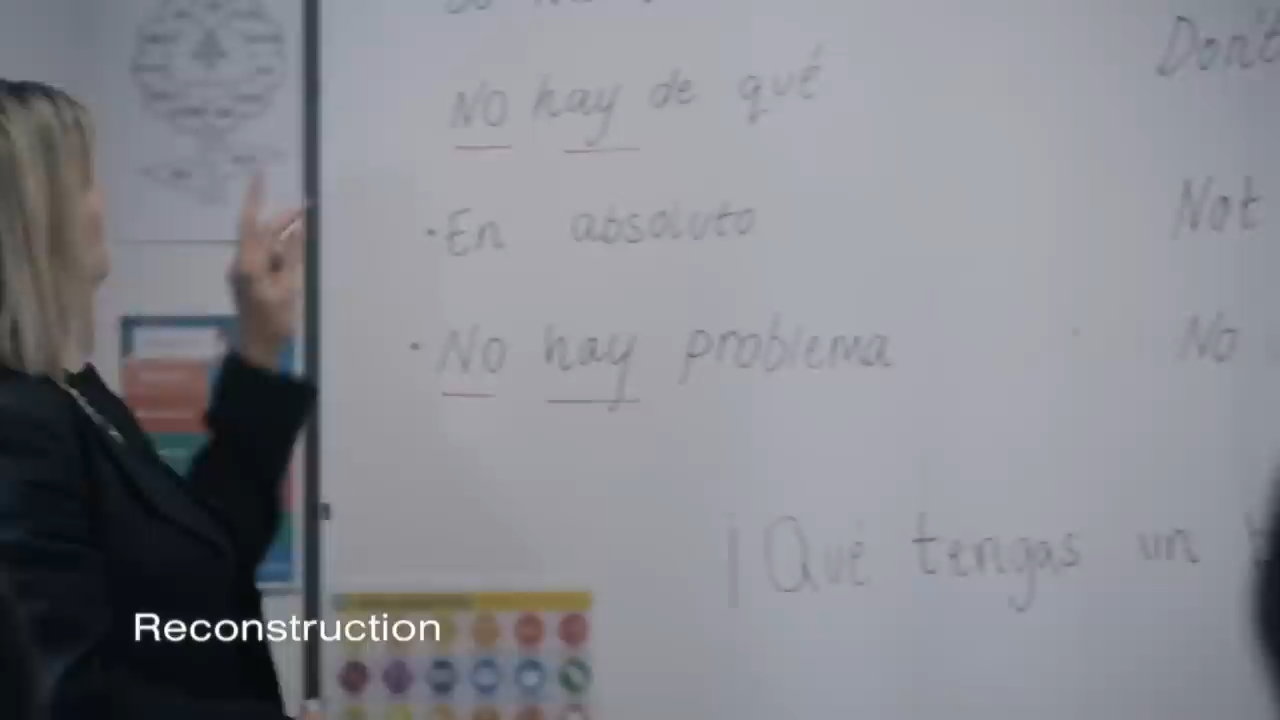 No hay de qué
Don't
· En absoluto
Not
· No hay problema
No
¡Qué tengas un
Reconstruction